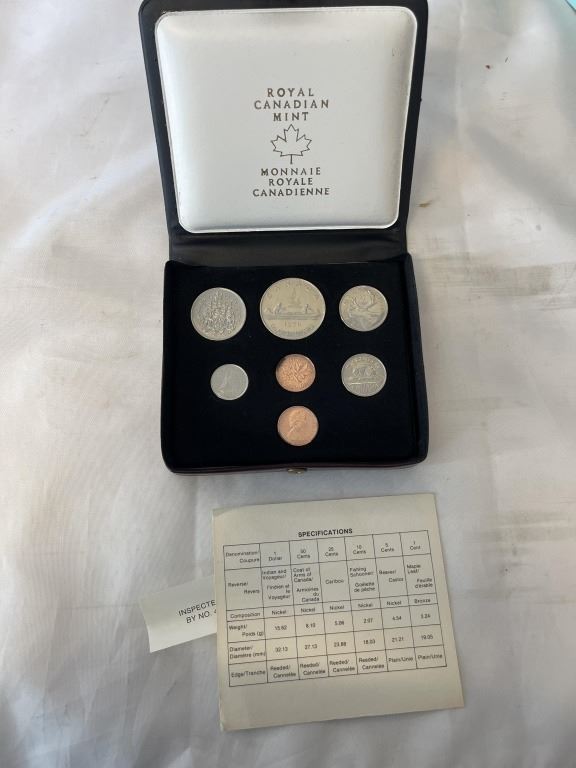 ROYAL
CANADIAN
MINT
MONNAIE
ROYALE
CANADIENNE
CANADA
1976
INSPECTE
BY NO. 4
SPECIFICATIONS
Denomination/ Coupure 1 Dollar 50 Cents 25 Cents 10 Cents 5 Cents 1 Cent
Reverse/ Revers Indian and Voyageur/ Indien et le Voyageur Coat of Arms of Canada/ Armoiries du Canada Caribou Fishing Schooner/ Goélette de pêche Beaver/ Castor Maple Leaf/ Feuille d'érable
Composition Nickel Nickel Nickel Nickel Nickel Bronze
Weight/ Poids (g) 15.62 8.10 5.06 2.07 4.54 3.24
Diameter/ Diamètre (mm) 32.13 27.13 23.88 18.03 21.21 19.05
Edge/Tranche Reeded/ Cannelée Reeded/ Cannelée Reeded/ Cannelée Reeded/ Cannelée Plain/Unie Plain/Unie